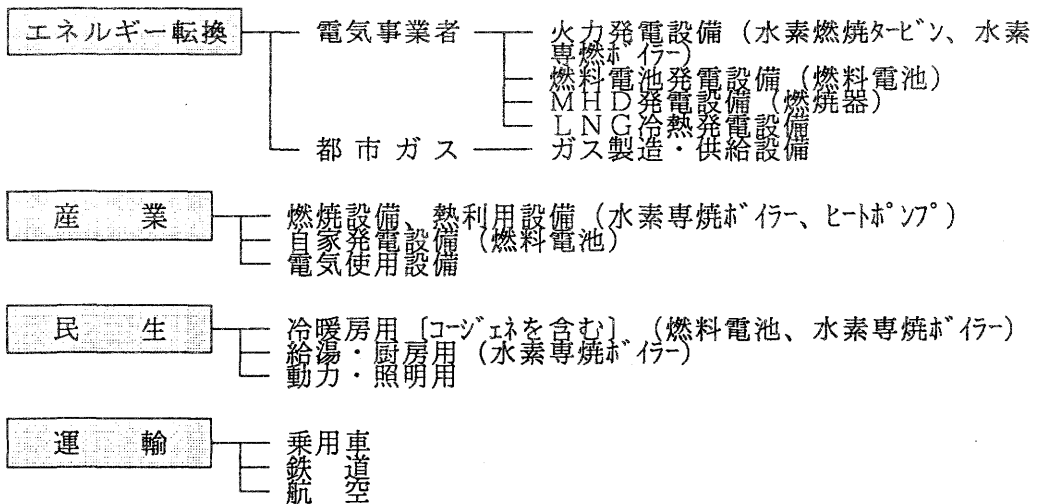 エネルギー転換 電気事業者 火力発電設備（水素燃焼ﾀｰﾋﾞﾝ、水素
専燃ﾎﾞｲﾗｰ）
燃料電池発電設備（燃料電池）
ＭＨＤ発電設備（燃焼器）
ＬＮＧ冷熱発電設備
都市ガス ガス製造・供給設備
産業 燃焼設備、熱利用設備（水素専焼ﾎﾞｲﾗｰ、ﾋｰﾄﾎﾟﾝﾌﾟ）
自家発電設備（燃料電池）
電気使用設備
民生 冷暖房用〔ｺｰｼﾞｪﾈを含む〕（燃料電池、水素専焼ﾎﾞｲﾗｰ）
給湯・厨房用（水素専焼ﾎﾞｲﾗｰ）
動力・照明用
運輸 乗用車
鉄道
航空